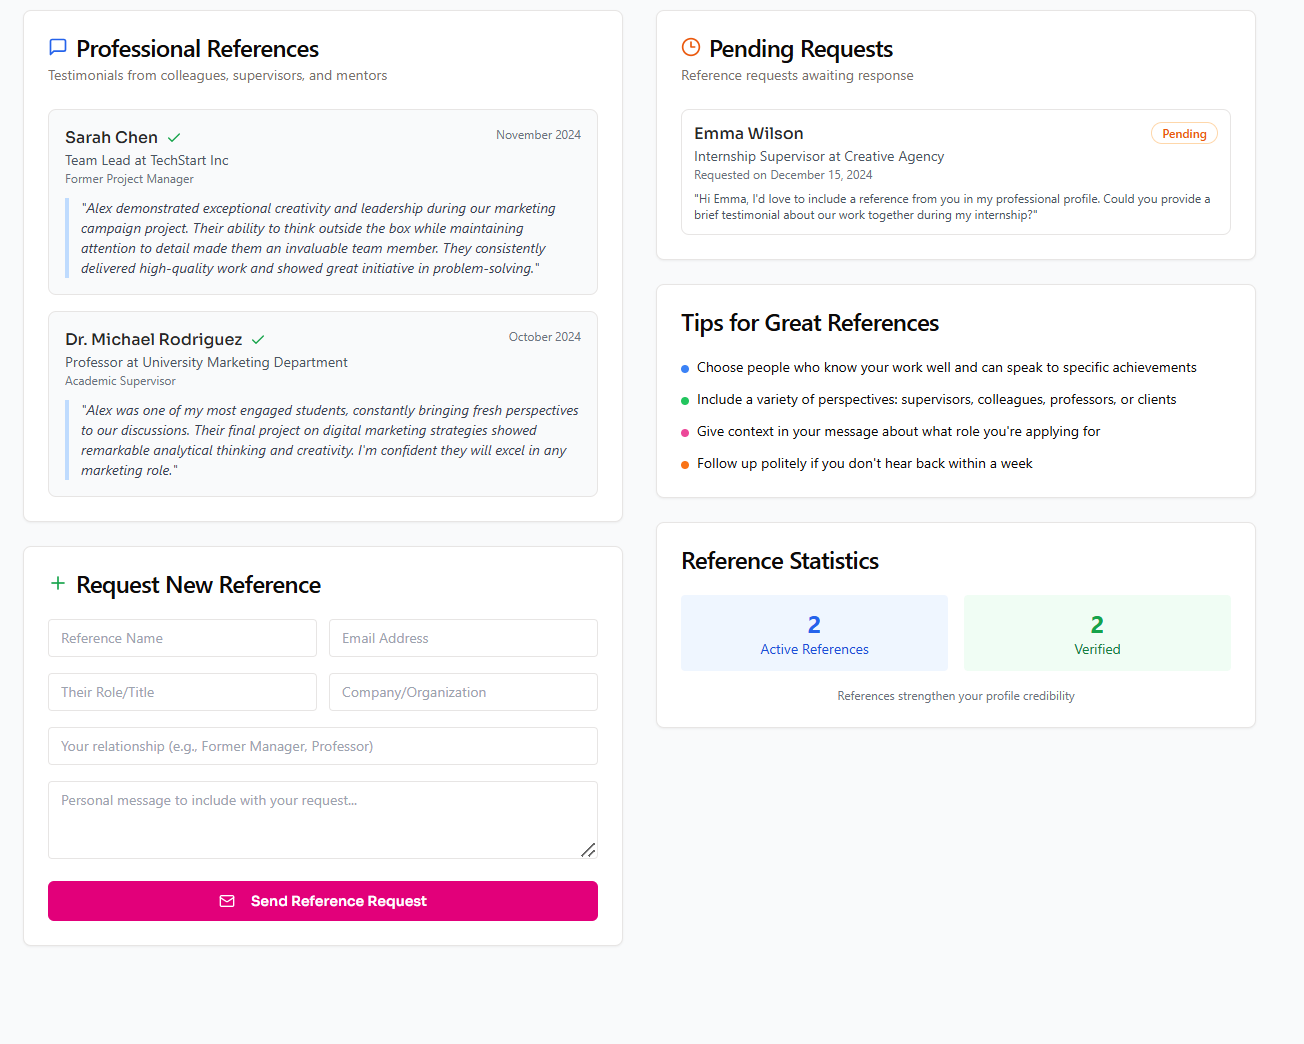 Professional References
Testimonials from colleagues, supervisors, and mentors
Sarah Chen
November 2024
Team Lead at TechStart Inc
Former Project Manager
"Alex demonstrated exceptional creativity and leadership during our marketing
campaign project. Their ability to think outside the box while maintaining
attention to detail made them an invaluable team member. They consistently
delivered high-quality work and showed great initiative in problem-solving."
Dr. Michael Rodriguez
October 2024
Professor at University Marketing Department
Academic Supervisor
"Alex was one of my most engaged students, constantly bringing fresh perspectives
to our discussions. Their final project on digital marketing strategies showed
remarkable analytical thinking and creativity. I'm confident they will excel in any
marketing role."
Request New Reference
Reference Name
Email Address
Their Role/Title
Company/Organization
Your relationship (e.g., Former Manager, Professor)
Personal message to include with your request...
Send Reference Request
Pending Requests
Reference requests awaiting response
Emma Wilson
Pending
Internship Supervisor at Creative Agency
Requested on December 15, 2024
"Hi Emma, I'd love to include a reference from you in my professional profile. Could you provide a
brief testimonial about our work together during my internship?"
Tips for Great References
Choose people who know your work well and can speak to specific achievements
Include a variety of perspectives: supervisors, colleagues, professors, or clients
Give context in your message about what role you're applying for
Follow up politely if you don't hear back within a week
Reference Statistics
2
Active References
2
Verified
References strengthen your profile credibility